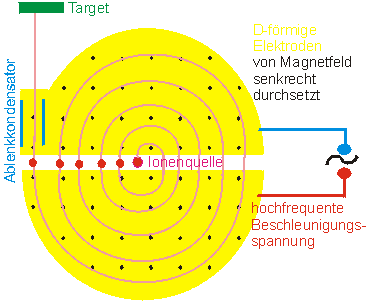 Target
D-förmige
Elektroden
von Magnetfeld
senkrecht
durchsetzt
Ablenkkondensator
Ionenquelle
hochfrequente
Beschleunigungs-
spannung